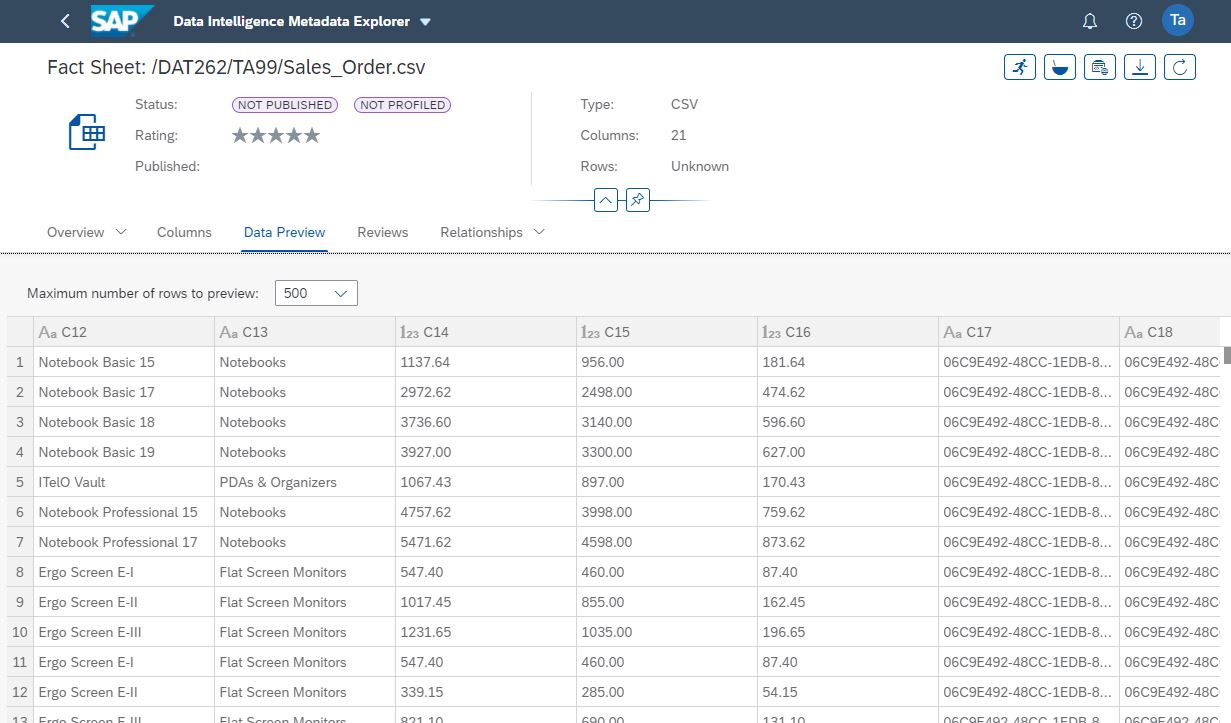 SAP Data Intelligence Metadata Explorer Ta
Fact Sheet: /DAT262/TA99/Sales_Order.csv
Status: NOT PUBLISHED NOT PROFILED Type: CSV
Rating: Columns: 21
Published: Rows: Unknown
Overview Columns Data Preview Reviews Relationships
Maximum number of rows to preview: 500
Aa C12 Aa C13 123 C14 123 C15 123 C16 Aa C17 Aa C18
1 Notebook Basic 15 Notebooks 1137.64 956.00 181.64 06C9E492-48CC-1EDB-8... 06C9E492-48C
2 Notebook Basic 17 Notebooks 2972.62 2498.00 474.62 06C9E492-48CC-1EDB-8... 06C9E492-48C
3 Notebook Basic 18 Notebooks 3736.60 3140.00 596.60 06C9E492-48CC-1EDB-8... 06C9E492-48C
4 Notebook Basic 19 Notebooks 3927.00 3300.00 627.00 06C9E492-48CC-1EDB-8... 06C9E492-48C
5 ITelO Vault PDAs & Organizers 1067.43 897.00 170.43 06C9E492-48CC-1EDB-8... 06C9E492-48C
6 Notebook Professional 15 Notebooks 4757.62 3998.00 759.62 06C9E492-48CC-1EDB-8... 06C9E492-48C
7 Notebook Professional 17 Notebooks 5471.62 4598.00 873.62 06C9E492-48CC-1EDB-8... 06C9E492-48C
8 Ergo Screen E-I Flat Screen Monitors 547.40 460.00 87.40 06C9E492-48CC-1EDB-8... 06C9E492-48C
9 Ergo Screen E-II Flat Screen Monitors 1017.45 855.00 162.45 06C9E492-48CC-1EDB-8... 06C9E492-48C
10 Ergo Screen E-III Flat Screen Monitors 1231.65 1035.00 196.65 06C9E492-48CC-1EDB-8... 06C9E492-48C
11 Ergo Screen E-I Flat Screen Monitors 547.40 460.00 87.40 06C9E492-48CC-1EDB-8... 06C9E492-48C
12 Ergo Screen E-II Flat Screen Monitors 339.15 285.00 54.15 06C9E492-48CC-1EDB-8... 06C9E492-48C
13 Ergo Screen E-III Flat Screen Monitors 821.10 690.00 131.10 06C9E492-48CC-1EDB-8... 06C9E492-48C